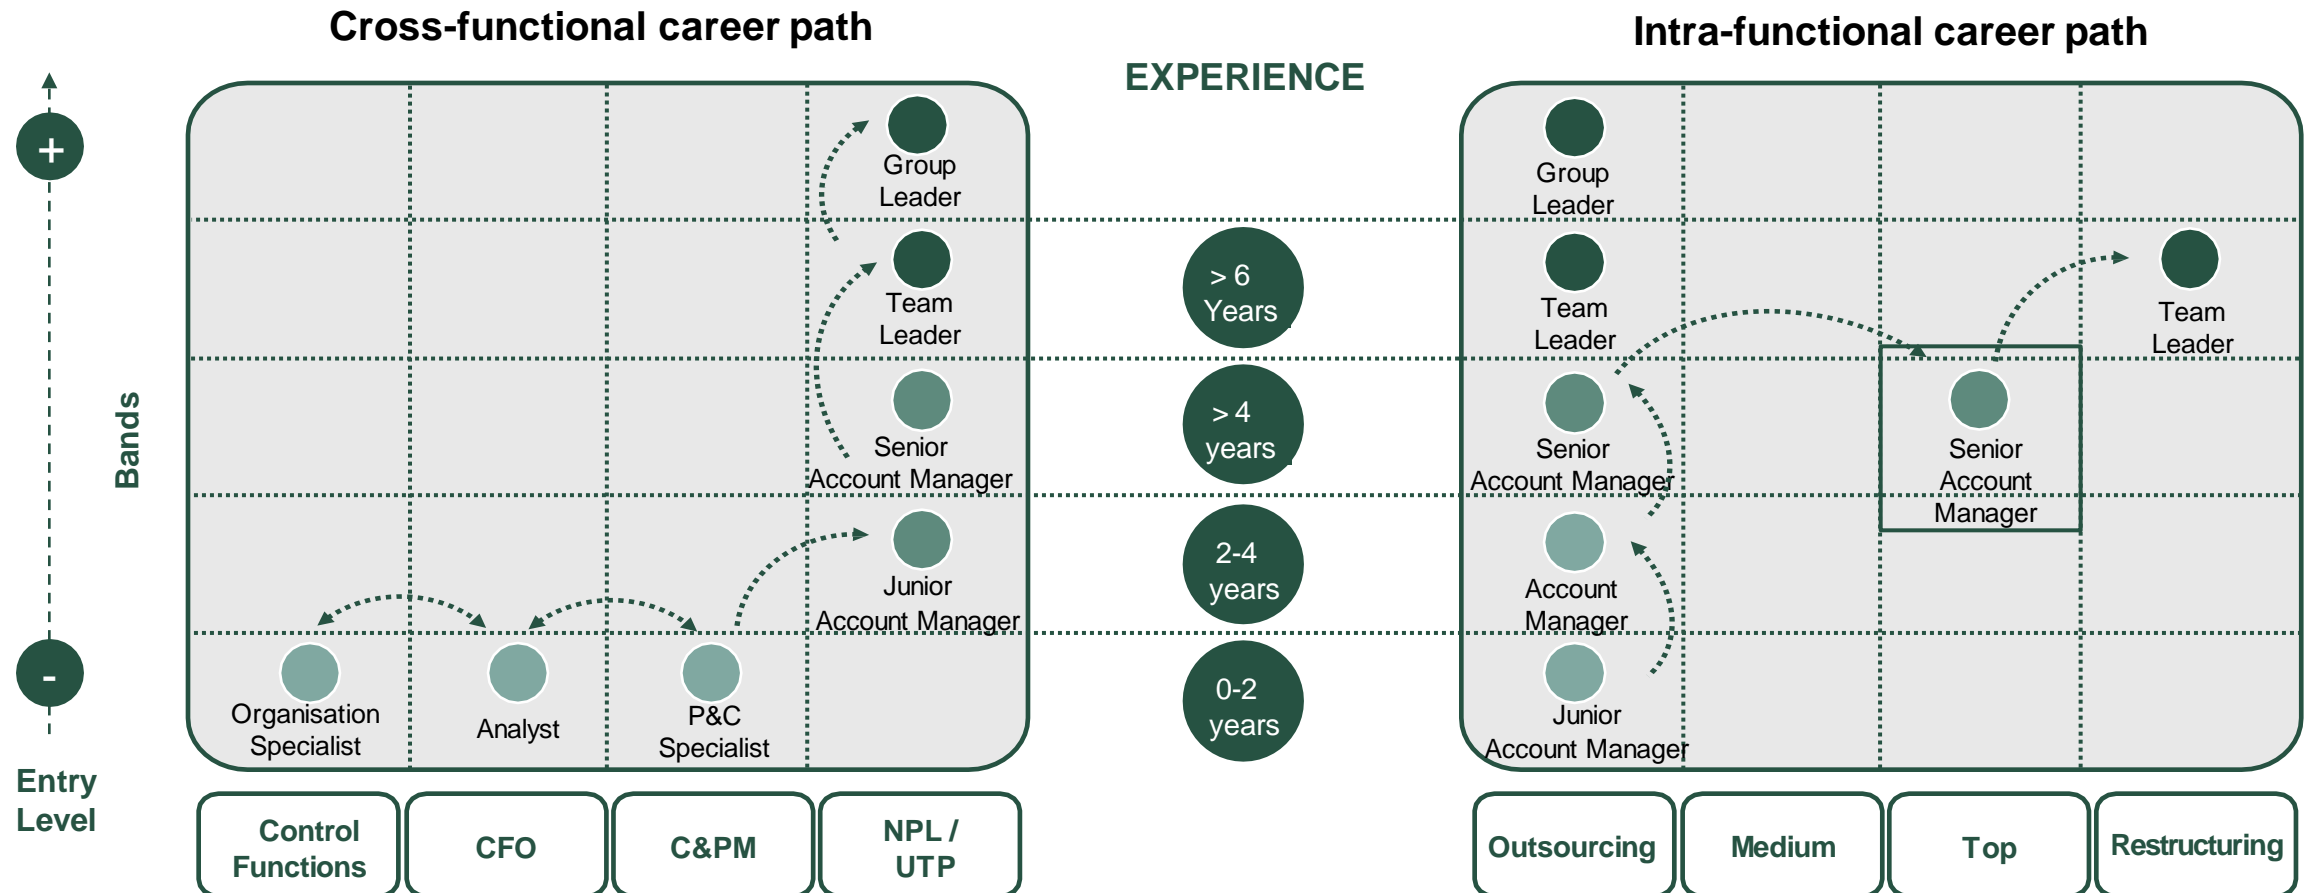 Cross-functional career path
Intra-functional career path
EXPERIENCE
+
-
Bands
Entry
Level
Group
Leader
Team
Leader
Senior
Account Manager
Junior
Account Manager
Organisation
Specialist
Analyst
P&C
Specialist
Control
Functions
CFO
C&PM
NPL /
UTP
> 6
Years
> 4
years
2-4
years
0-2
years
Group
Leader
Team
Leader
Team
Leader
Senior
Account Manager
Senior
Account
Manager
Account
Manager
Junior
Account Manager
Outsourcing
Medium
Top
Restructuring